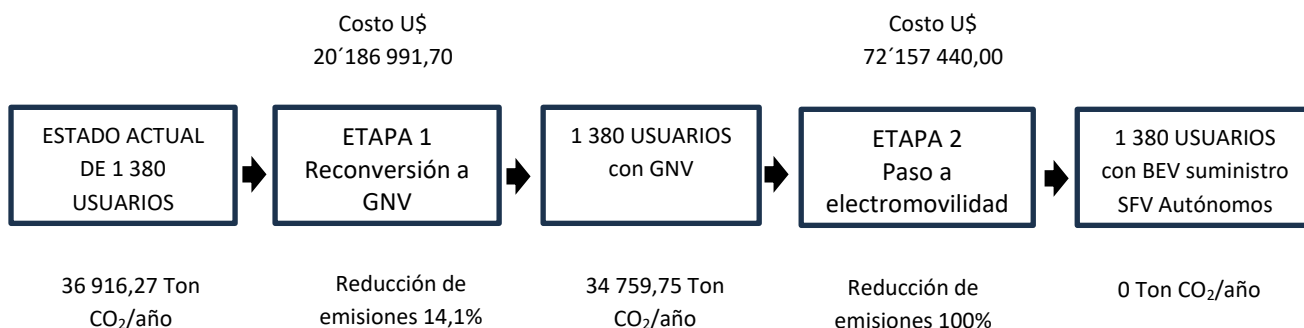 Costo U$
20´186 991,70
Costo U$
72´157 440,00
ESTADO ACTUAL
DE 1 380
USUARIOS
ETAPA 1
Reconversión a
GNV
1 380 USUARIOS
con GNV
ETAPA 2
Paso a
electromovilidad
1 380 USUARIOS
con BEV suministro
SFV Autónomos
36 916,27 Ton
CO₂/año
Reducción de
emisiones 14,1%
34 759,75 Ton
CO₂/año
Reducción de
emisiones 100%
0 Ton CO₂/año